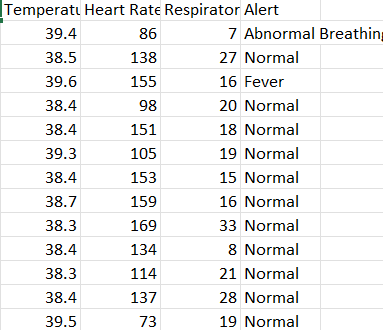 Temperatu Heart Rate Respirator Alert
39.4 86 7 Abnormal Breathing
38.5 138 27 Normal
39.6 155 16 Fever
38.4 98 20 Normal
38.4 151 18 Normal
39.3 105 19 Normal
38.4 153 15 Normal
38.7 159 16 Normal
38.3 169 33 Normal
38.4 134 8 Normal
38.3 114 21 Normal
38.4 137 28 Normal
39.5 73 19 Normal